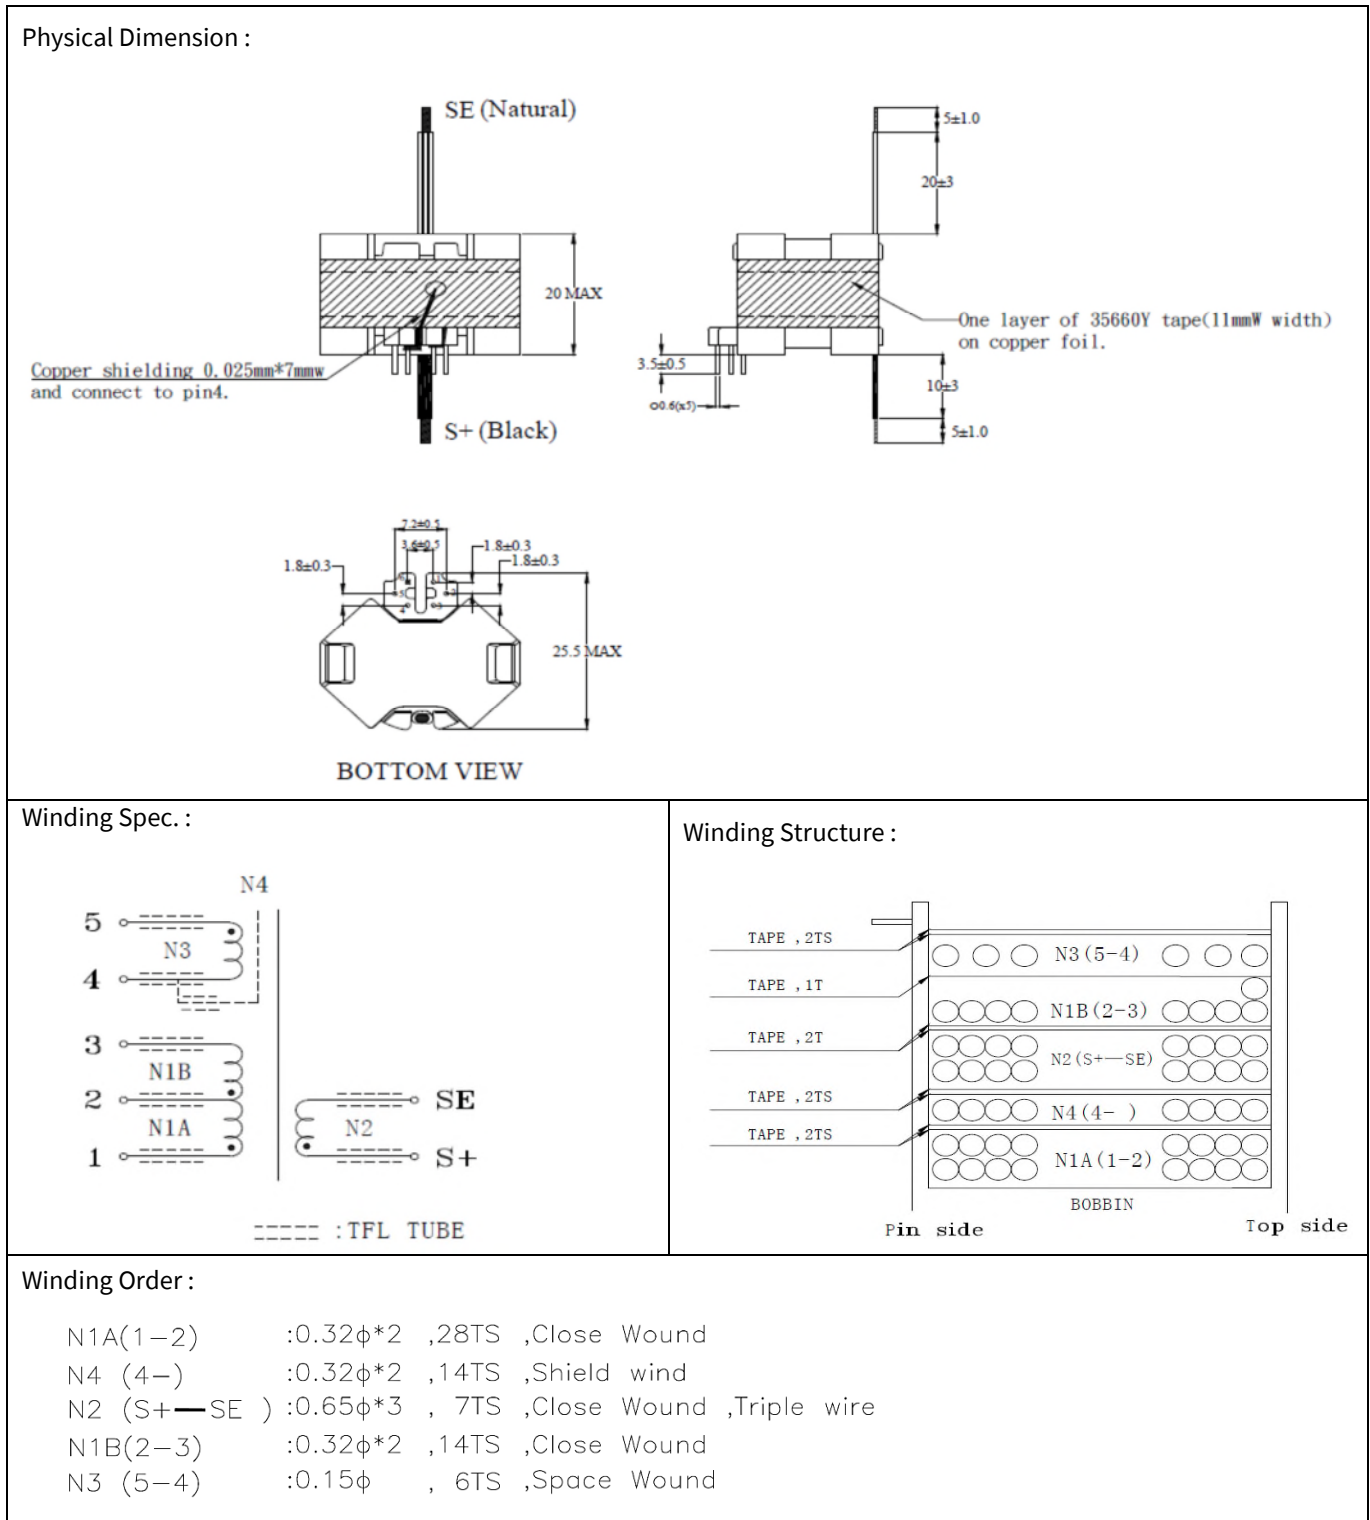 Physical Dimension :
SE (Natural)
5±1.0
20±3
20 MAX
One layer of 35660Y tape(11mmW width)
on copper foil.
Copper shielding 0.025mm*7mmw
and connect to pin4.
3.5±0.5
10±3
O0.6(x5)
S+ (Black)
5±1.0
7.2±0.5
3.6±0.5
1.8±0.3
1.8±0.3
1.8±0.3
1
5
2
4
3
25.5 MAX
BOTTOM VIEW
Winding Spec. :
N4
5
N3
4
3
N1B
2
SE
N1A
N2
1
S+
:TFL TUBE
Winding Structure :
TAPE ,2TS
N3(5-4)
TAPE ,1T
N1B(2-3)
TAPE ,2T
N2(S+—SE)
TAPE ,2TS
N4(4- )
TAPE ,2TS
N1A(1-2)
BOBBIN
Pin side
Top side
Winding Order :
N1A(1-2) :0.32ϕ*2 ,28TS ,Close Wound
N4 (4-) :0.32ϕ*2 ,14TS ,Shield wind
N2 (S+—SE ) :0.65ϕ*3 , 7TS ,Close Wound ,Triple wire
N1B(2-3) :0.32ϕ*2 ,14TS ,Close Wound
N3 (5-4) :0.15ϕ , 6TS ,Space Wound